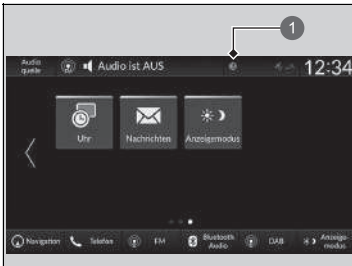 1
Audio
quelle
Audio ist AUS
12:34
Uhr
Nachrichten
Anzeigemodus
Navigation
Telefon
FM
Bluetooth
Audio
DAB
Anzeige-
modus